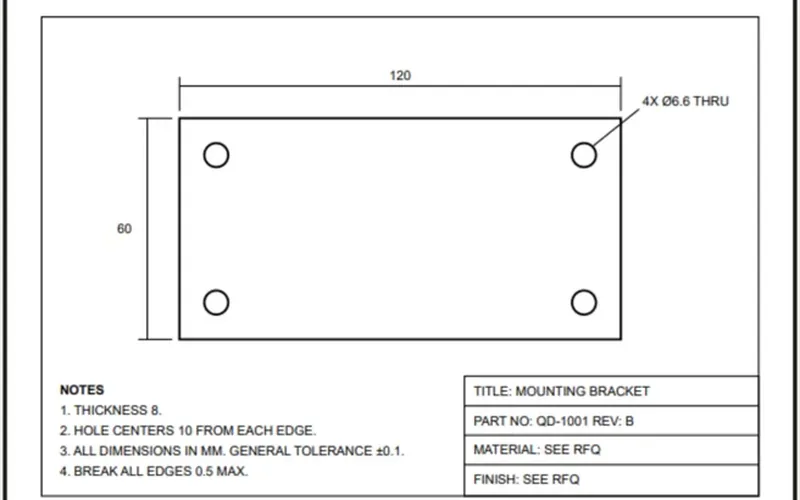 120
4X Ø6.6 THRU
60
NOTES
1. THICKNESS 8.
2. HOLE CENTERS 10 FROM EACH EDGE.
3. ALL DIMENSIONS IN MM. GENERAL TOLERANCE ±0.1.
4. BREAK ALL EDGES 0.5 MAX.
TITLE: MOUNTING BRACKET
PART NO: QD-1001 REV: B
MATERIAL: SEE RFQ
FINISH: SEE RFQ